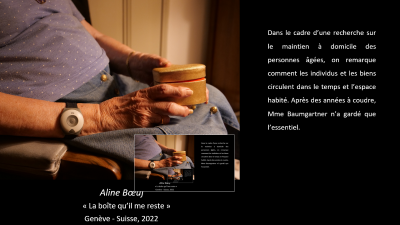 Dans le cadre d’une recherche sur
le maintien à domicile des
personnes âgées, on remarque
comment les individus et les biens
circulent dans le temps et l’espace
habité. Après des années à coudre,
Mme Baumgartner n’a gardé que
l’essentiel.
Aline Bœuf
« La boîte qu’il me reste »
Genève - Suisse, 2022